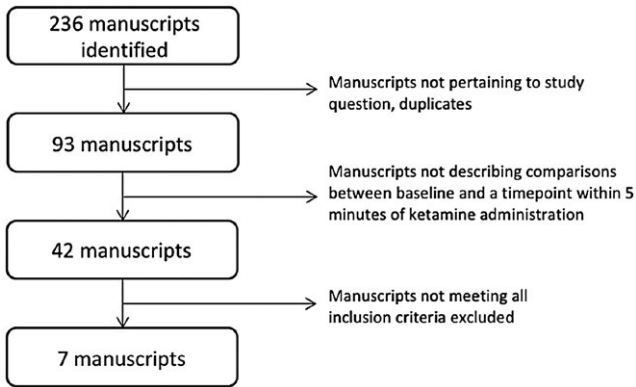 236 manuscripts
identified
Manuscripts not pertaining to study
question, duplicates
93 manuscripts
Manuscripts not describing comparisons
between baseline and a timepoint within 5
minutes of ketamine administration
42 manuscripts
Manuscripts not meeting all
inclusion criteria excluded
7 manuscripts